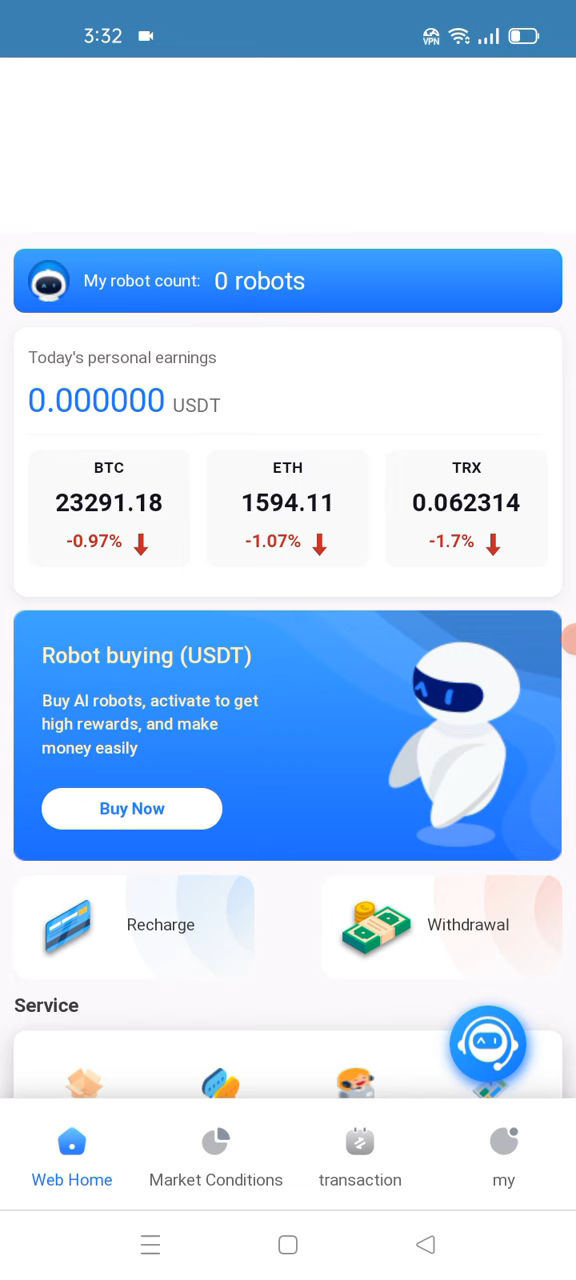 3:32
VPN
My robot count: 0 robots
Today's personal earnings
0.000000 USDT
BTC
23291.18
-0.97%
ETH
1594.11
-1.07%
TRX
0.062314
-1.7%
Robot buying (USDT)
Buy AI robots, activate to get
high rewards, and make
money easily
Buy Now
Recharge
Withdrawal
Service
Web Home
Market Conditions
transaction
my